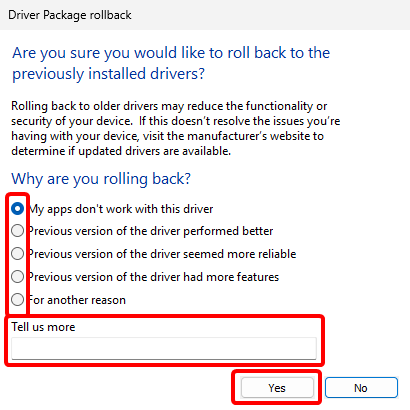 Driver Package rollback
Are you sure you would like to roll back to the
previously installed drivers?
Rolling back to older drivers may reduce the functionality or
security of your device.  If this doesn't resolve the issues you're
having with your device, visit the manufacturer's website to
determine if updated drivers are available.
Why are you rolling back?
My apps don't work with this driver
Previous version of the driver performed better
Previous version of the driver seemed more reliable
Previous version of the driver had more features
For another reason
Tell us more
Yes No